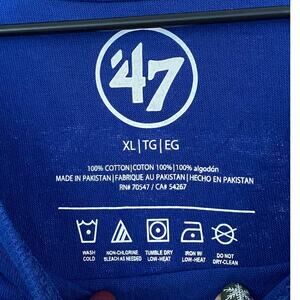 '47
XL|TG|EG
100% COTTON|COTON 100%|100% algodón
MADE IN PAKISTAN|FABRIQUE AU PAKISTAN|HECHO EN PAKISTAN
RN# 70547 / CA# 54267
WASH COLD
NON-CHLORINE BLEACH AS NEEDED
TUMBLE DRY LOW-HEAT
IRON W/ LOW-HEAT
DO NOT DRY-CLEAN